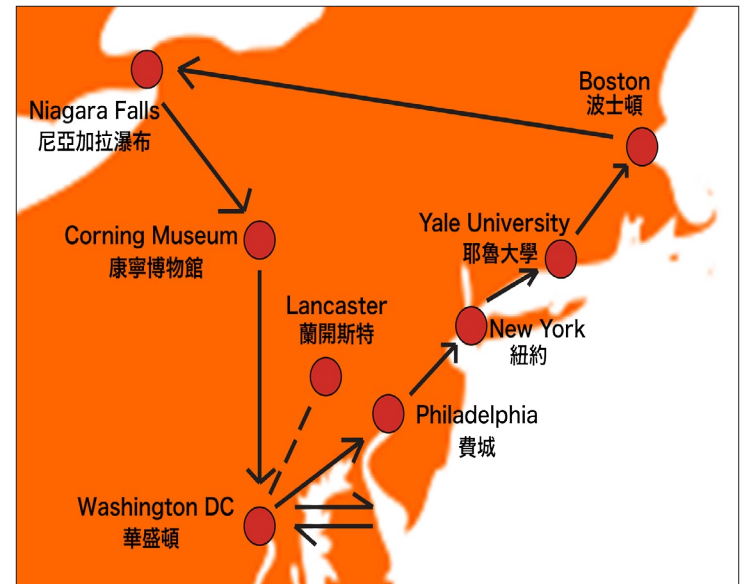 Boston
波士頓
Niagara Falls
尼亞加拉瀑布
Yale University
耶魯大學
Corning Museum
康寧博物館
Lancaster
蘭開斯特
New York
紐約
Philadelphia
費城
Washington DC
華盛頓